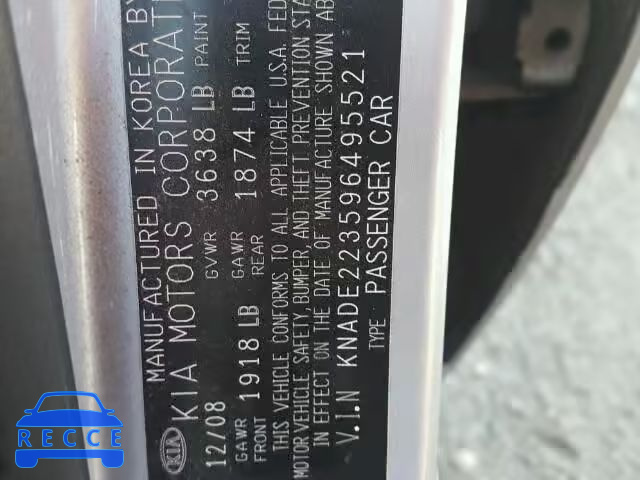 MANUFACTURED IN KOREA BY
KIA KIA MOTORS CORPORATI
12/08 GVWR 3638 LB PAINT
GAWR FRONT 1918 LB GAWR REAR 1874 LB TRIM
THIS VEHICLE CONFORMS TO ALL APPLICABLE U.S.A. FED
MOTOR VEHICLE SAFETY, BUMPER, AND THEFT PREVENTION STA
IN EFFECT ON THE DATE OF MANUFACTURE SHOWN AB
V.I.N KNADE223596495521
TYPE PASSENGER CAR
RECCE